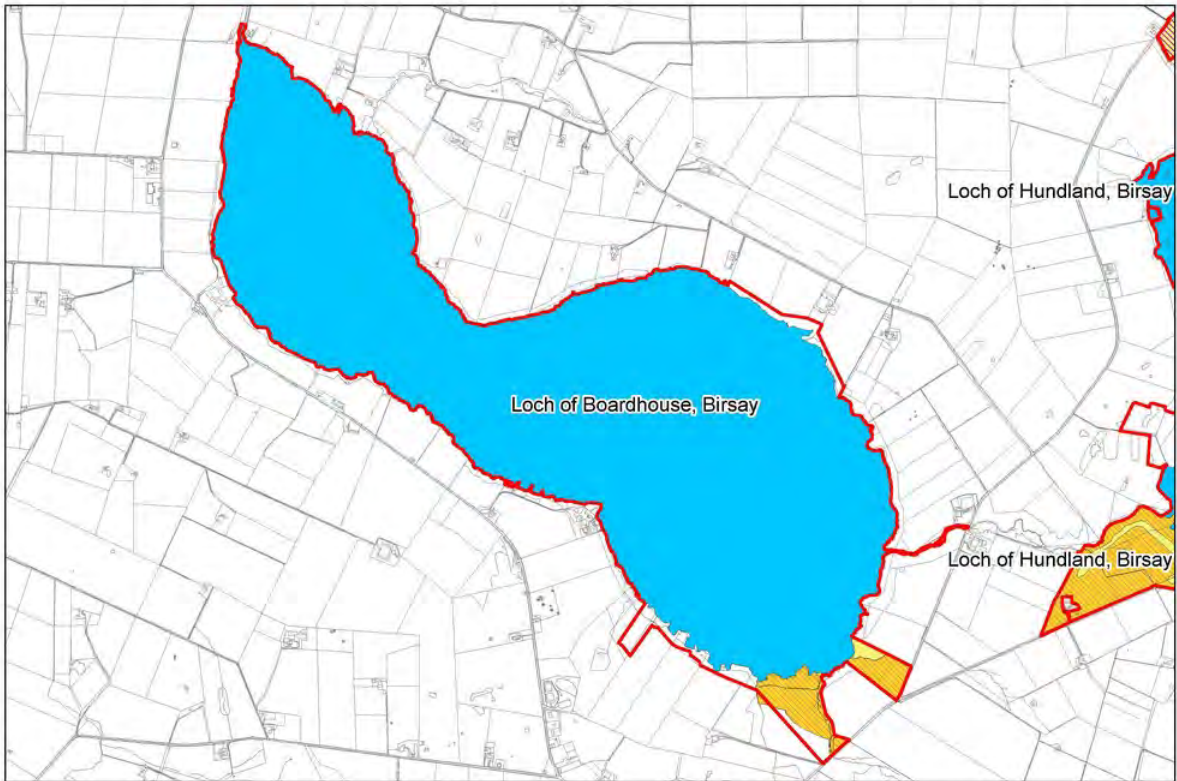 Loch of Hundland, Birsay
Loch of Boardhouse, Birsay
Loch of Hundland, Birsay